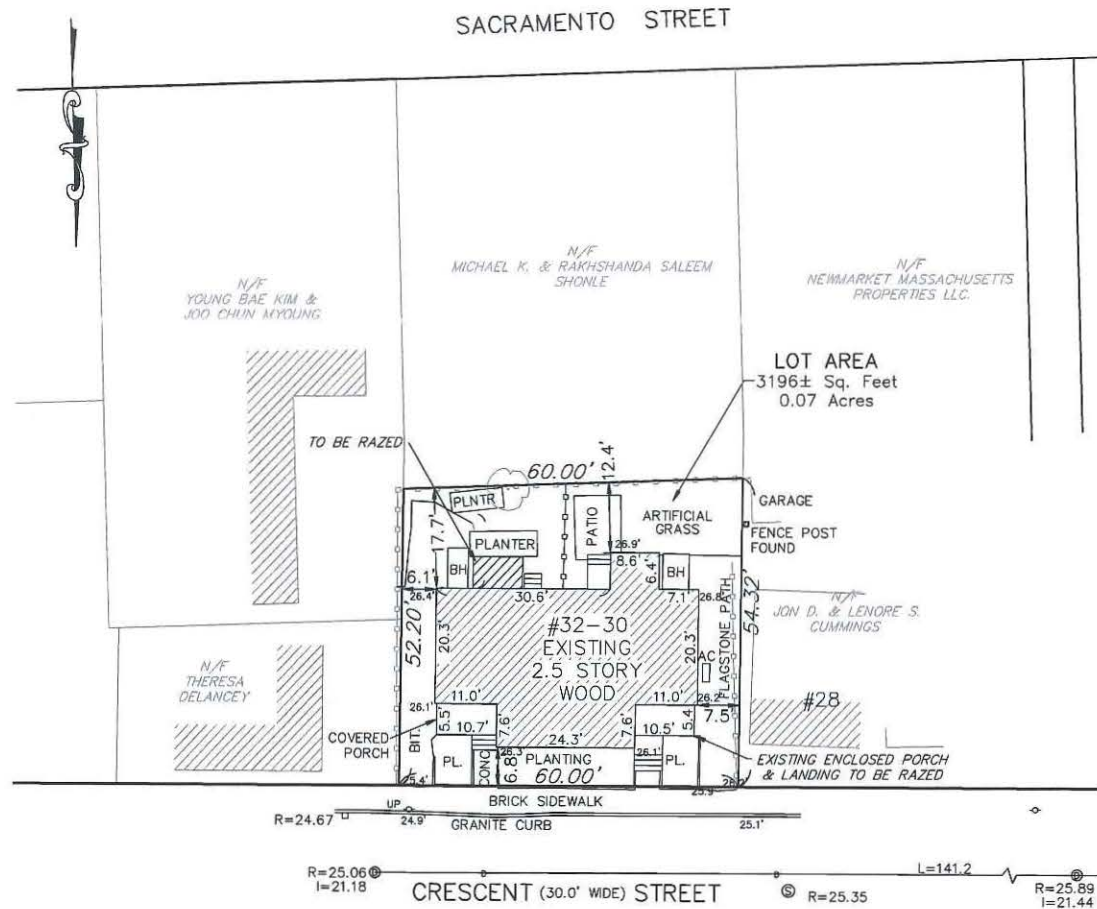 SACRAMENTO STREET
N/F
MICHAEL K. & RAKHSHANDA SALEEM
SHONLE
N/F
NEWMARKET MASSACHUSETTS
PROPERTIES LLC.
N/F
YOUNG BAE KIM &
JOO CHUN MYOUNG
LOT AREA
3196± Sq. Feet
0.07 Acres
TO BE RAZED
60.00'
12.4'
PLNTR
GARAGE
17.7'
PATIO
ARTIFICIAL
GRASS
FENCE POST
FOUND
PLANTER
26.9'
8.6'
6.4'
BH
BH
6.1'
26.4'
30.6'
7.1'
26.8'
FLAGSTONE PATH
54.32'
N/F
JON D. & LENORE S.
CUMMINGS
52.20'
20.3'
#32-30
EXISTING
2.5 STORY
WOOD
20.3'
AC
N/F
THERESA
DELANCEY
#28
26.1'
11.0'
11.0'
26.2'
7.5'
5.5'
10.7'
7.6'
7.6'
10.5'
5.4
COVERED
PORCH
BIT.
24.3'
PL.
CONC
26.3'
6.8'
PLANTING
26.1'
PL.
EXISTING ENCLOSED PORCH
& LANDING TO BE RAZED
60.00'
25.4'
25.9'
BRICK SIDEWALK
UP
R=24.67
24.9'
GRANITE CURB
25.1'
R=25.06
I=21.18
CRESCENT (30.0' WIDE) STREET
S
R=25.35
L=141.2
D
R=25.89
I=21.44